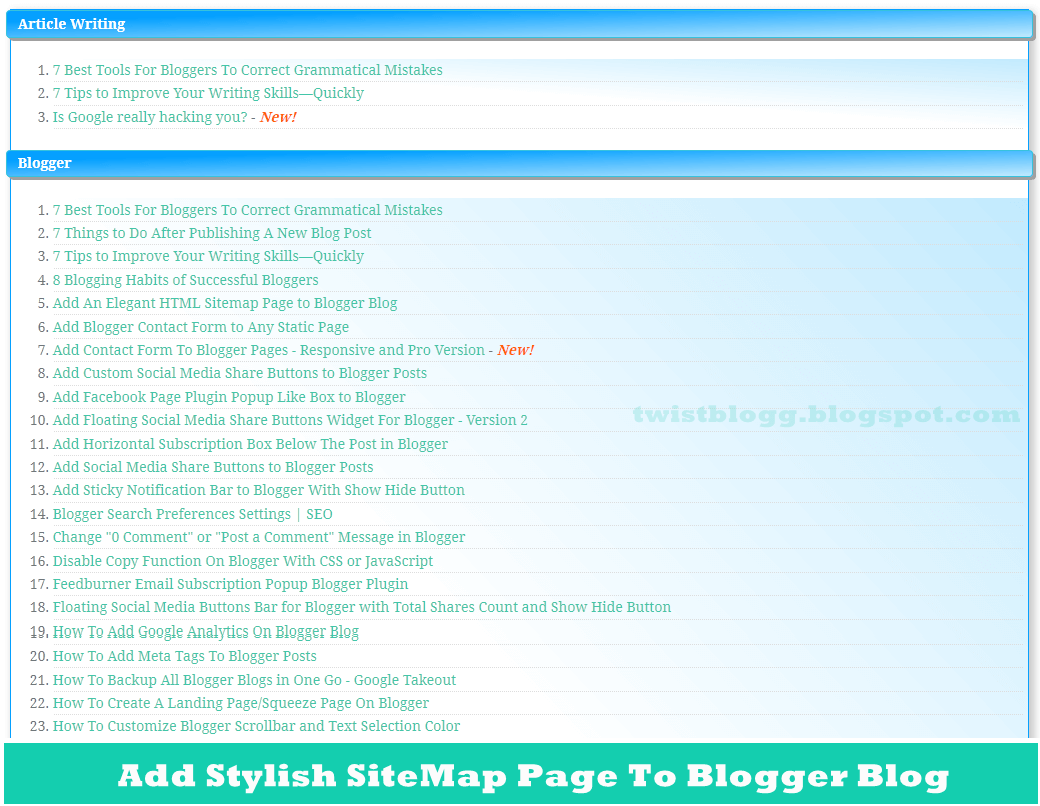 Article Writing
1. 7 Best Tools For Bloggers To Correct Grammatical Mistakes
2. 7 Tips to Improve Your Writing Skills—Quickly
3. Is Google really hacking you? - New!
Blogger
1. 7 Best Tools For Bloggers To Correct Grammatical Mistakes
2. 7 Things to Do After Publishing A New Blog Post
3. 7 Tips to Improve Your Writing Skills—Quickly
4. 8 Blogging Habits of Successful Bloggers
5. Add An Elegant HTML Sitemap Page to Blogger Blog
6. Add Blogger Contact Form to Any Static Page
7. Add Contact Form To Blogger Pages - Responsive and Pro Version - New!
8. Add Custom Social Media Share Buttons to Blogger Posts
9. Add Facebook Page Plugin Popup Like Box to Blogger
10. Add Floating Social Media Share Buttons Widget For Blogger - Version 2
twistblogg.blogspot.com
11. Add Horizontal Subscription Box Below The Post in Blogger
12. Add Social Media Share Buttons to Blogger Posts
13. Add Sticky Notification Bar to Blogger With Show Hide Button
14. Blogger Search Preferences Settings | SEO
15. Change "0 Comment" or "Post a Comment" Message in Blogger
16. Disable Copy Function On Blogger With CSS or JavaScript
17. Feedburner Email Subscription Popup Blogger Plugin
18. Floating Social Media Buttons Bar for Blogger with Total Shares Count and Show Hide Button
19. How To Add Google Analytics On Blogger Blog
20. How To Add Meta Tags To Blogger Posts
21. How To Backup All Blogger Blogs in One Go - Google Takeout
22. How To Create A Landing Page/Squeeze Page On Blogger
23. How To Customize Blogger Scrollbar and Text Selection Color
Add Stylish SiteMap Page To Blogger Blog